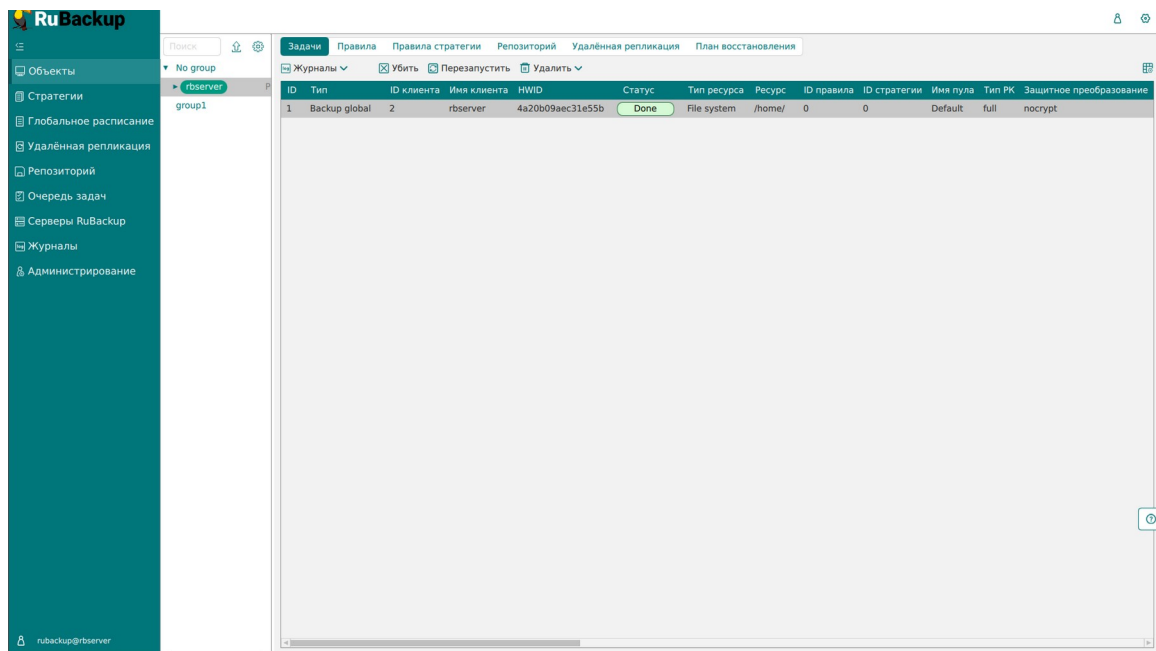 RuBackup
Объекты
Стратегии
Глобальное расписание
Удалённая репликация
Репозиторий
Очередь задач
Серверы RuBackup
Журналы
Администрирование
rubackup@rbserver
Поиск
No group
rbserver P
group1
Задачи Правила Правила стратегии Репозиторий Удалённая репликация План восстановления
Журналы Убить Перезапустить Удалить
ID Тип ID клиента Имя клиента HWID Статус Тип ресурса Ресурс ID правила ID стратегии Имя пула Тип РК Защитное преобразование
1 Backup global 2 rbserver 4a20b09aec31e55b Done File system /home/ 0 0 Default full nocrypt